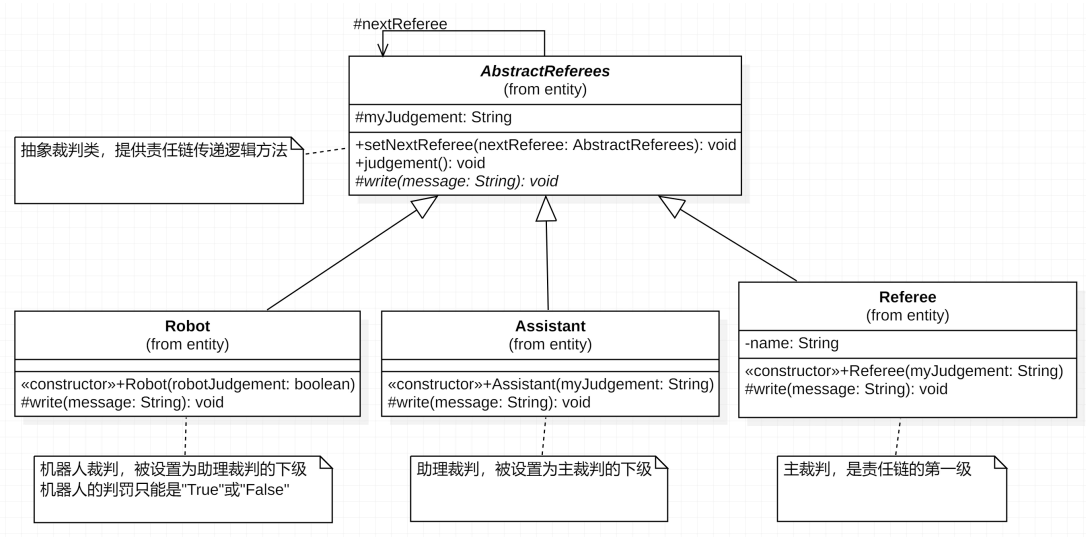 #nextReferee
AbstractReferees
(from entity)
#myJudgement: String
+setNextReferee(nextReferee: AbstractReferees): void
+judgement(): void
#write(message: String): void
抽象裁判类，提供责任链传递逻辑方法
Robot
(from entity)
«constructor»+Robot(robotJudgement: boolean)
#write(message: String): void
Assistant
(from entity)
«constructor»+Assistant(myJudgement: String)
#write(message: String): void
Referee
(from entity)
-name: String
«constructor»+Referee(myJudgement: String)
#write(message: String): void
机器人裁判，被设置为助理裁判的下级
机器人的判罚只能是"True"或"False"
助理裁判，被设置为主裁判的下级
主裁判，是责任链的第一级